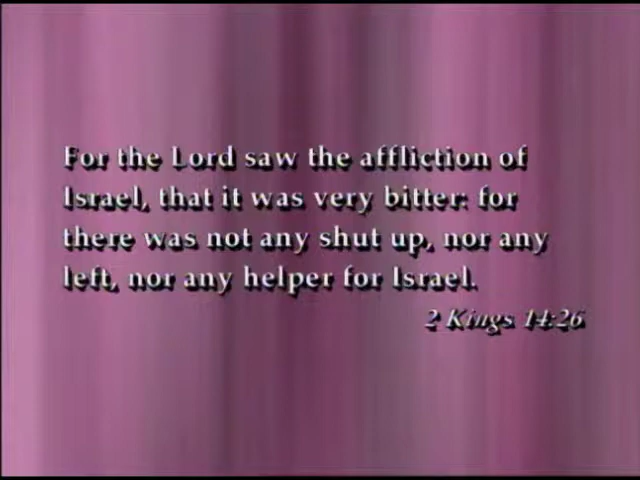 For the Lord saw the affliction of
Israel, that it was very bitter: for
there was not any shut up, nor any
left, nor any helper for Israel.
2 Kings 14:26